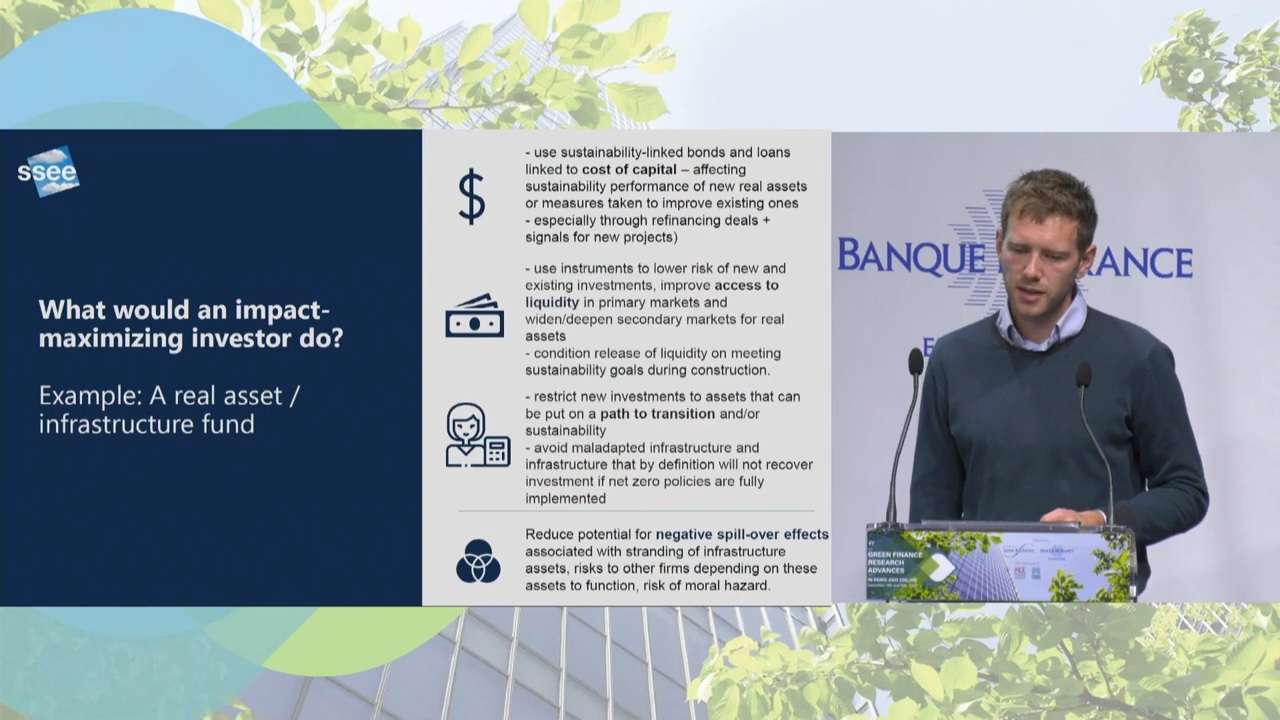 ssee
What would an impact-
maximizing investor do?
Example: A real asset /
infrastructure fund
$
- use sustainability-linked bonds and loans
linked to cost of capital – affecting
sustainability performance of new real assets
or measures taken to improve existing ones
- especially through refinancing deals +
signals for new projects)
- use instruments to lower risk of new and
existing investments, improve access to
liquidity in primary markets and
widen/deepen secondary markets for real
assets
- condition release of liquidity on meeting
sustainability goals during construction.
- restrict new investments to assets that can
be put on a path to transition and/or
sustainability
- avoid maladapted infrastructure and
infrastructure that by definition will not recover
investment if net zero policies are fully
implemented
Reduce potential for negative spill-over effects
associated with stranding of infrastructure
assets, risks to other firms depending on these
assets to function, risk of moral hazard.
BANQUE RANCE
E
GREEN FINANCE
RESEARCH
ADVANCES
IN PARIS AND ONLINE